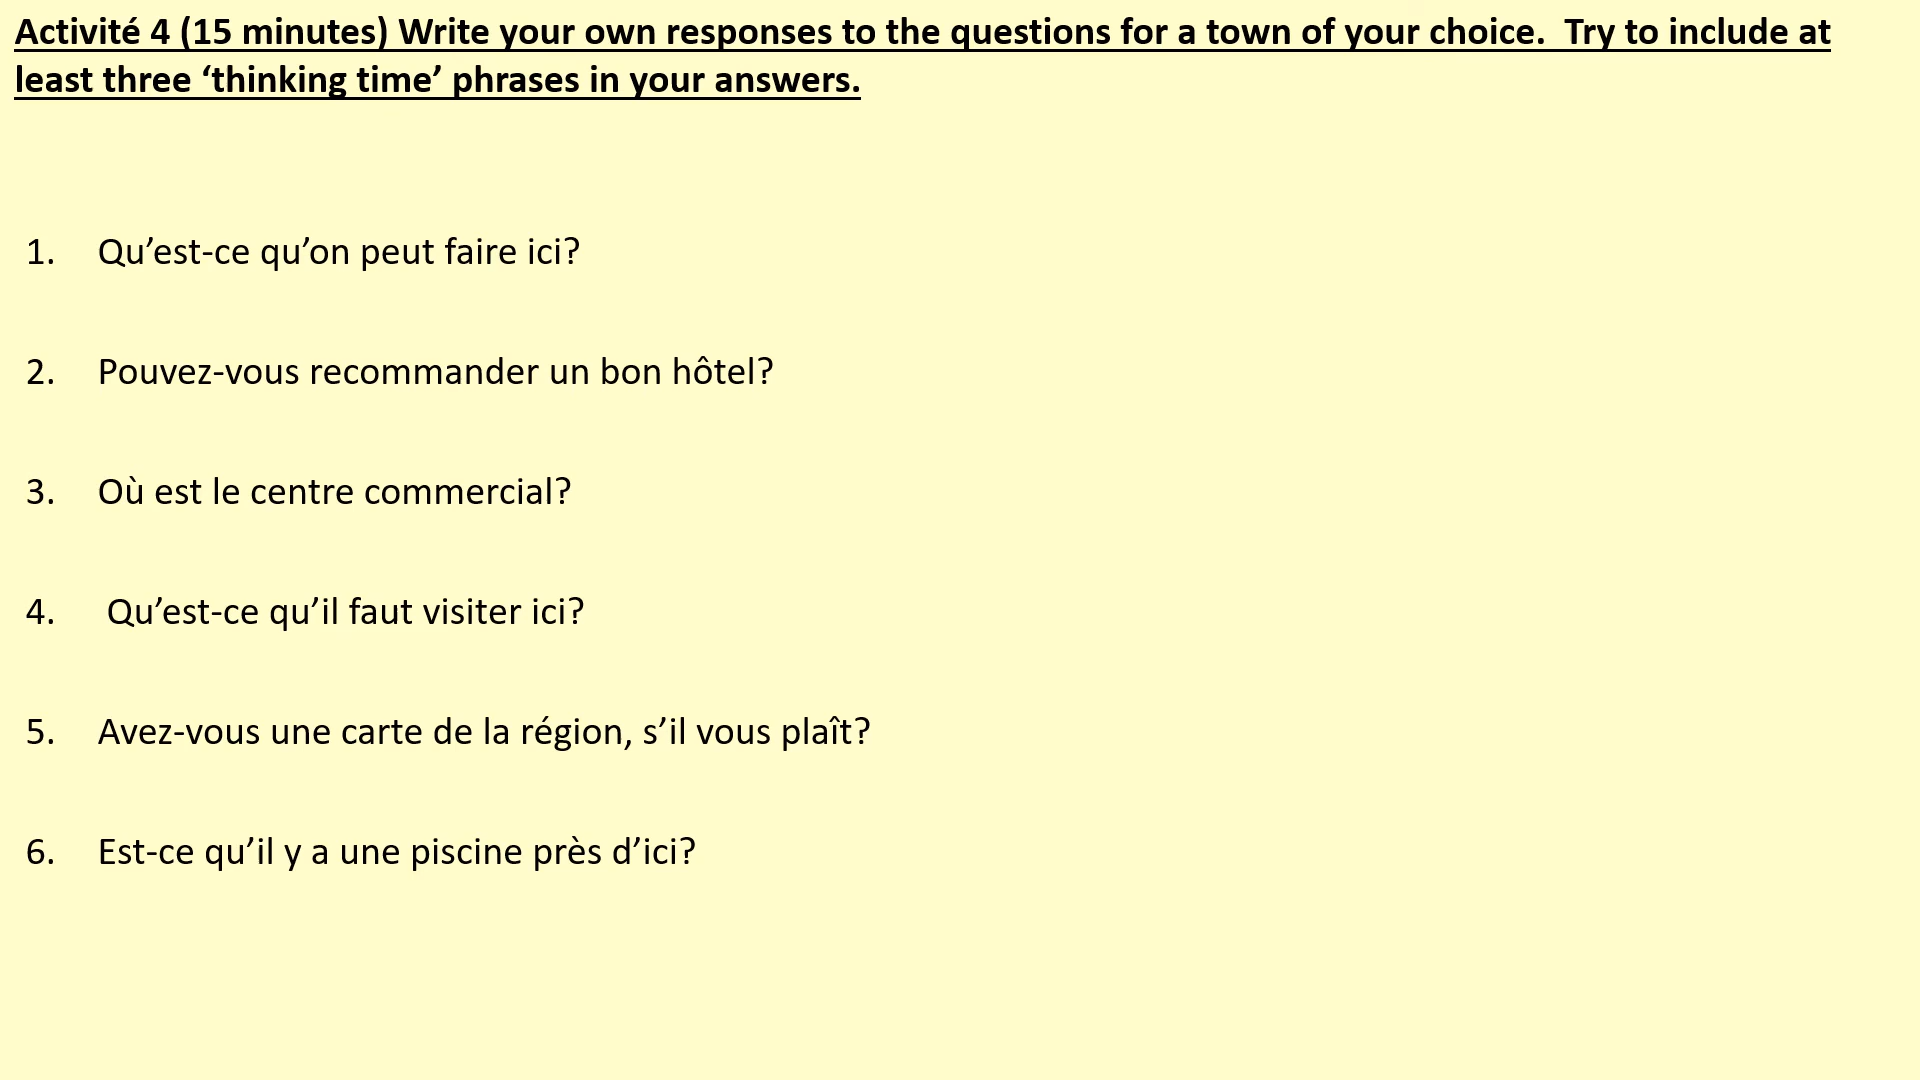 Activité 4 (15 minutes) Write your own responses to the questions for a town of your choice.  Try to include at
least three ‘thinking time’ phrases in your answers.
1. Qu’est-ce qu’on peut faire ici?
2. Pouvez-vous recommander un bon hôtel?
3. Où est le centre commercial?
4. Qu’est-ce qu’il faut visiter ici?
5. Avez-vous une carte de la région, s’il vous plaît?
6. Est-ce qu’il y a une piscine près d’ici?